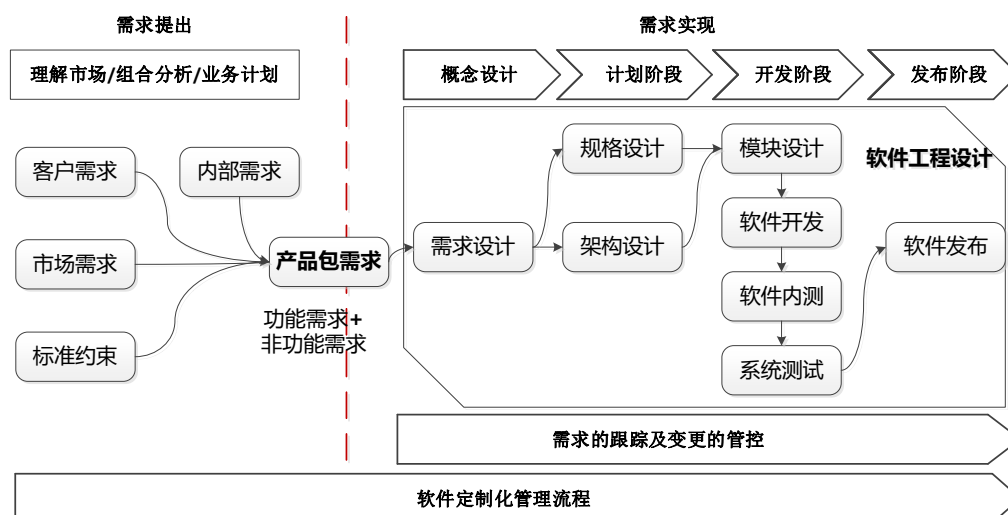 需求提出
需求实现
理解市场/组合分析/业务计划
概念设计
计划阶段
开发阶段
发布阶段
客户需求
内部需求
规格设计
模块设计
软件工程设计
市场需求
产品包需求
需求设计
架构设计
软件开发
软件发布
软件内测
功能需求+
非功能需求
标准约束
系统测试
需求的跟踪及变更的管控
软件定制化管理流程